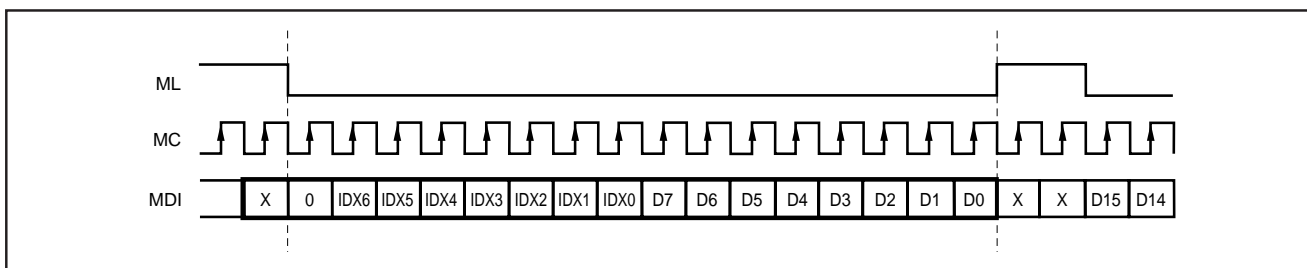 ML
MC
MDI X 0 IDX6 IDX5 IDX4 IDX3 IDX2 IDX1 IDX0 D7 D6 D5 D4 D3 D2 D1 D0 X X D15 D14